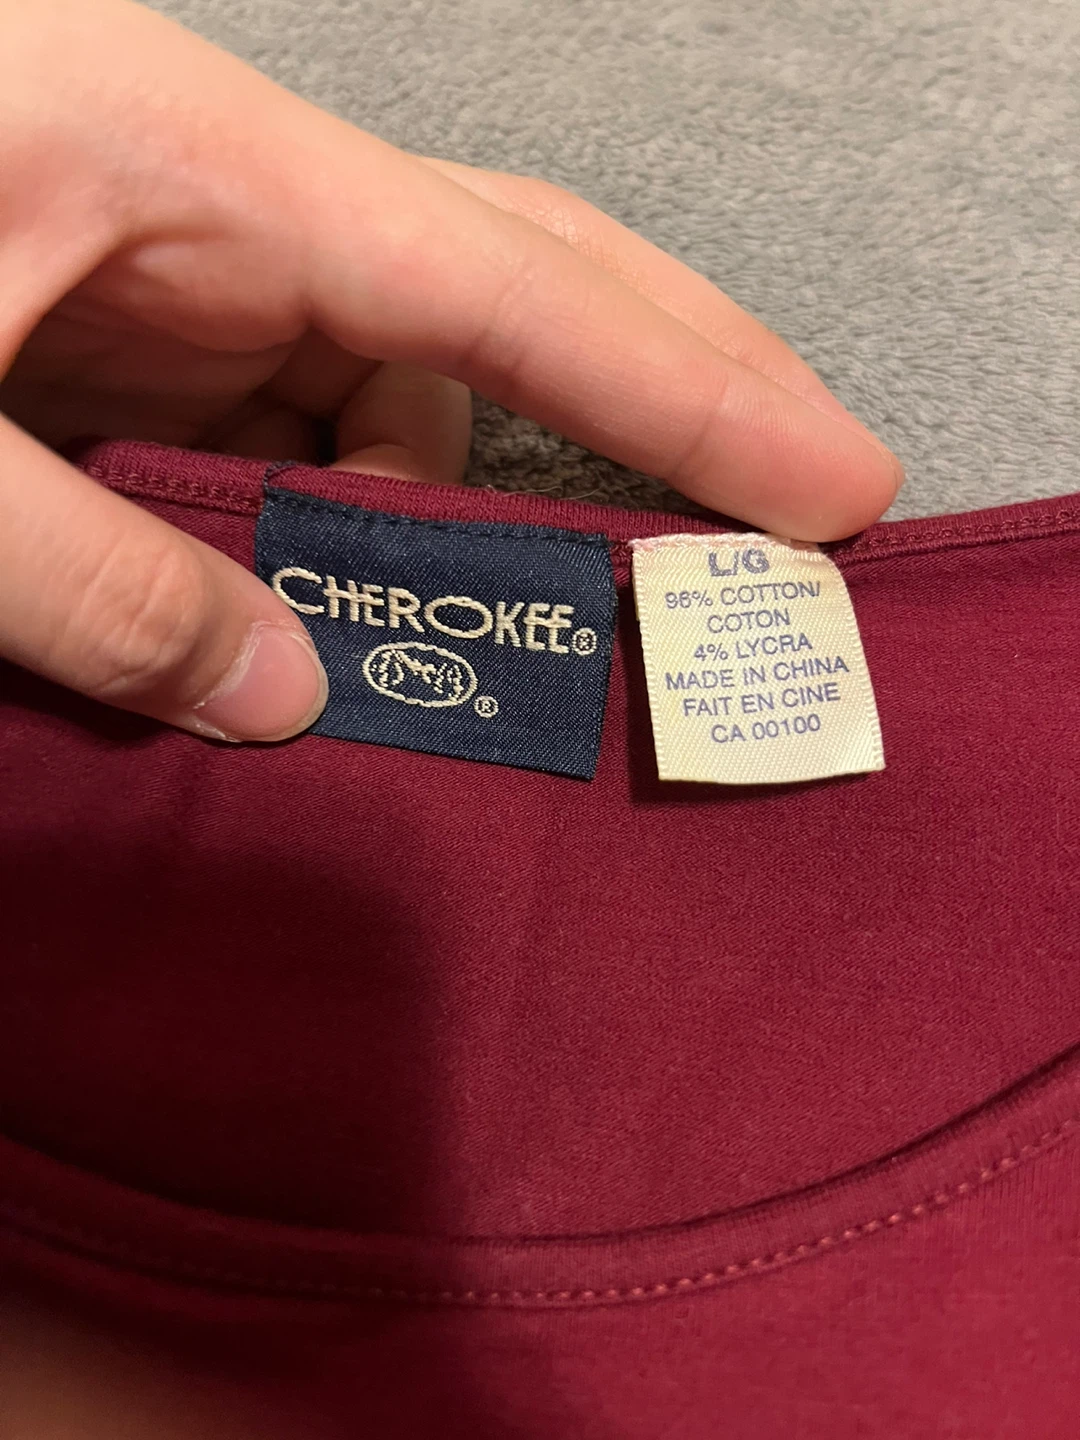 CHEROKEE®
®
L/G
96% COTTON/
COTON
4% LYCRA
MADE IN CHINA
FAIT EN CINE
CA 00100